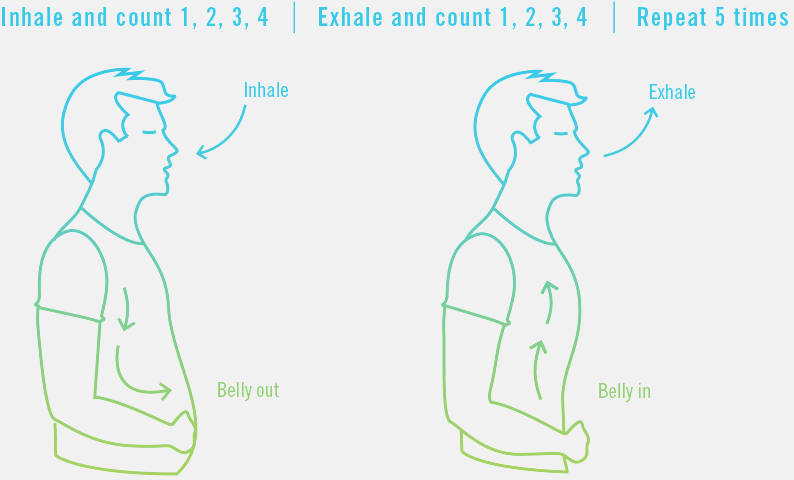 Inhale and count 1, 2, 3, 4 | Exhale and count 1, 2, 3, 4 | Repeat 5 times
Inhale
Exhale
Belly out
Belly in